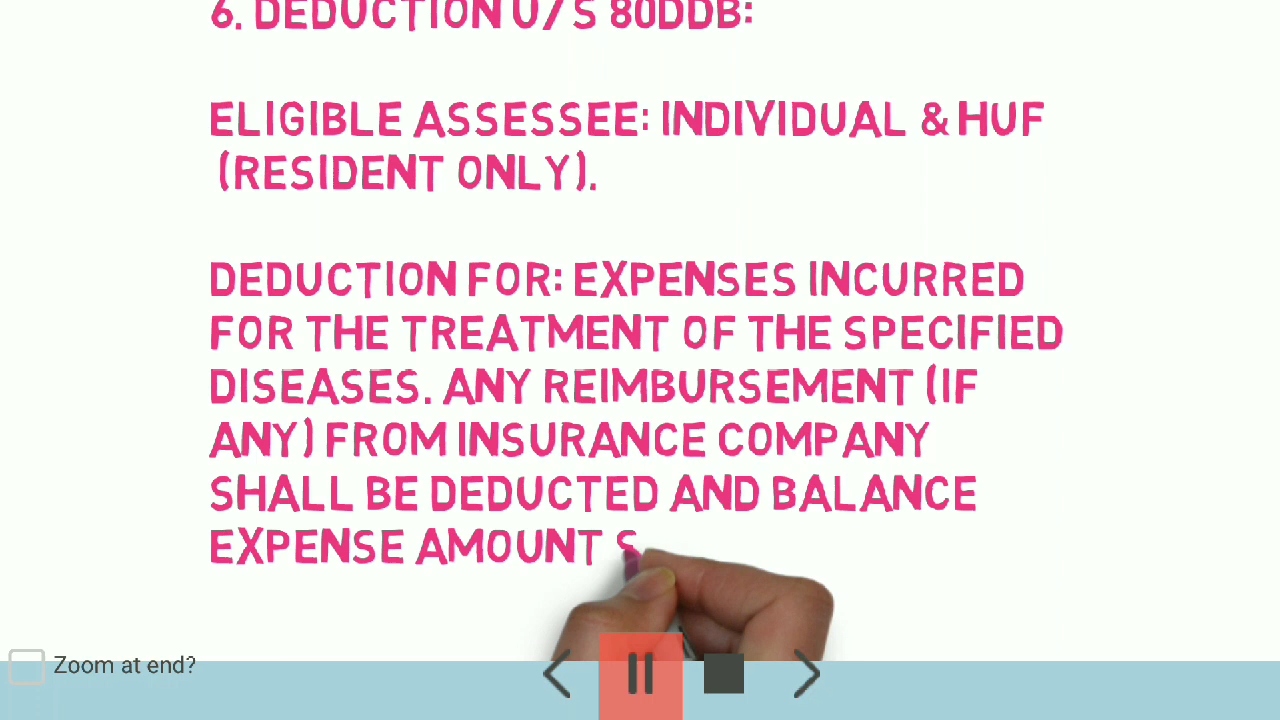 6. DEDUCTION U/S 80DDB:
ELIGIBLE ASSESSEE: INDIVIDUAL & HUF
(RESIDENT ONLY).
DEDUCTION FOR: EXPENSES INCURRED
FOR THE TREATMENT OF THE SPECIFIED
DISEASES. ANY REIMBURSEMENT (IF
ANY) FROM INSURANCE COMPANY
SHALL BE DEDUCTED AND BALANCE
EXPENSE AMOUNT S
Zoom at end?